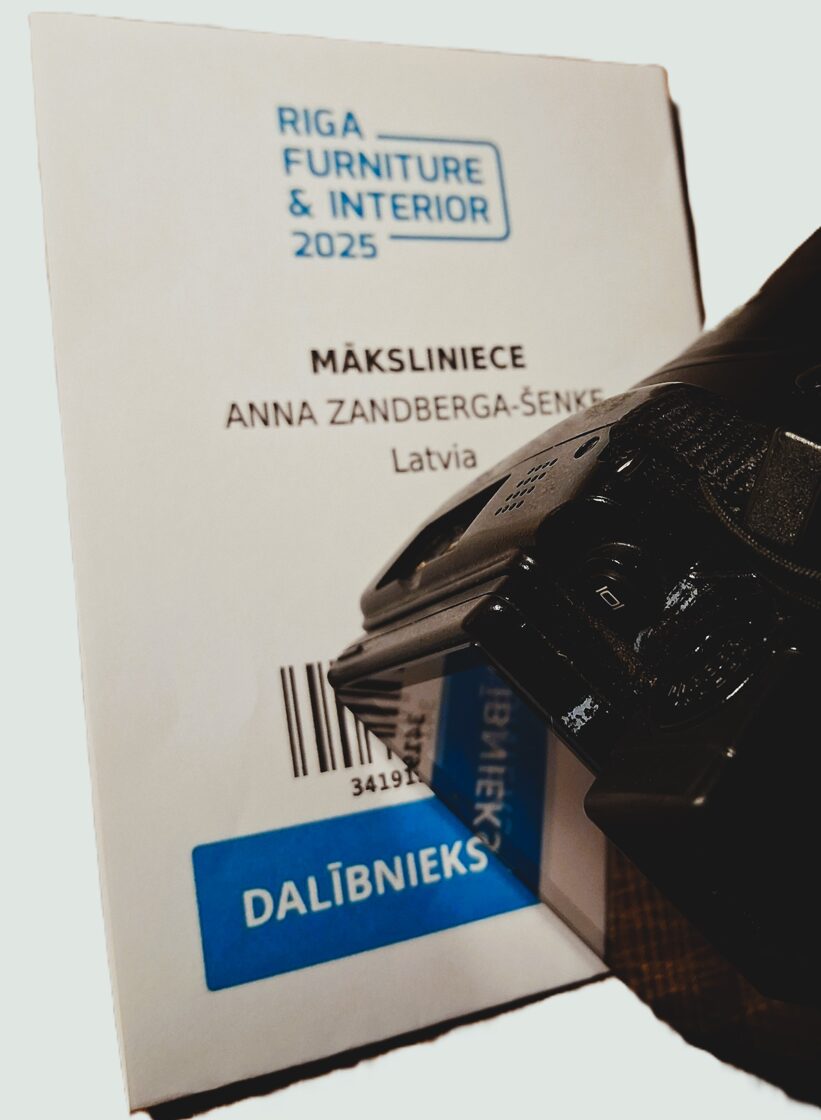 RIGA
FURNITURE
& INTERIOR
2025
MĀKSLINIECE
ANNA ZANDBERGA-ŠENKE
Latvia
DALĪBNIEKS